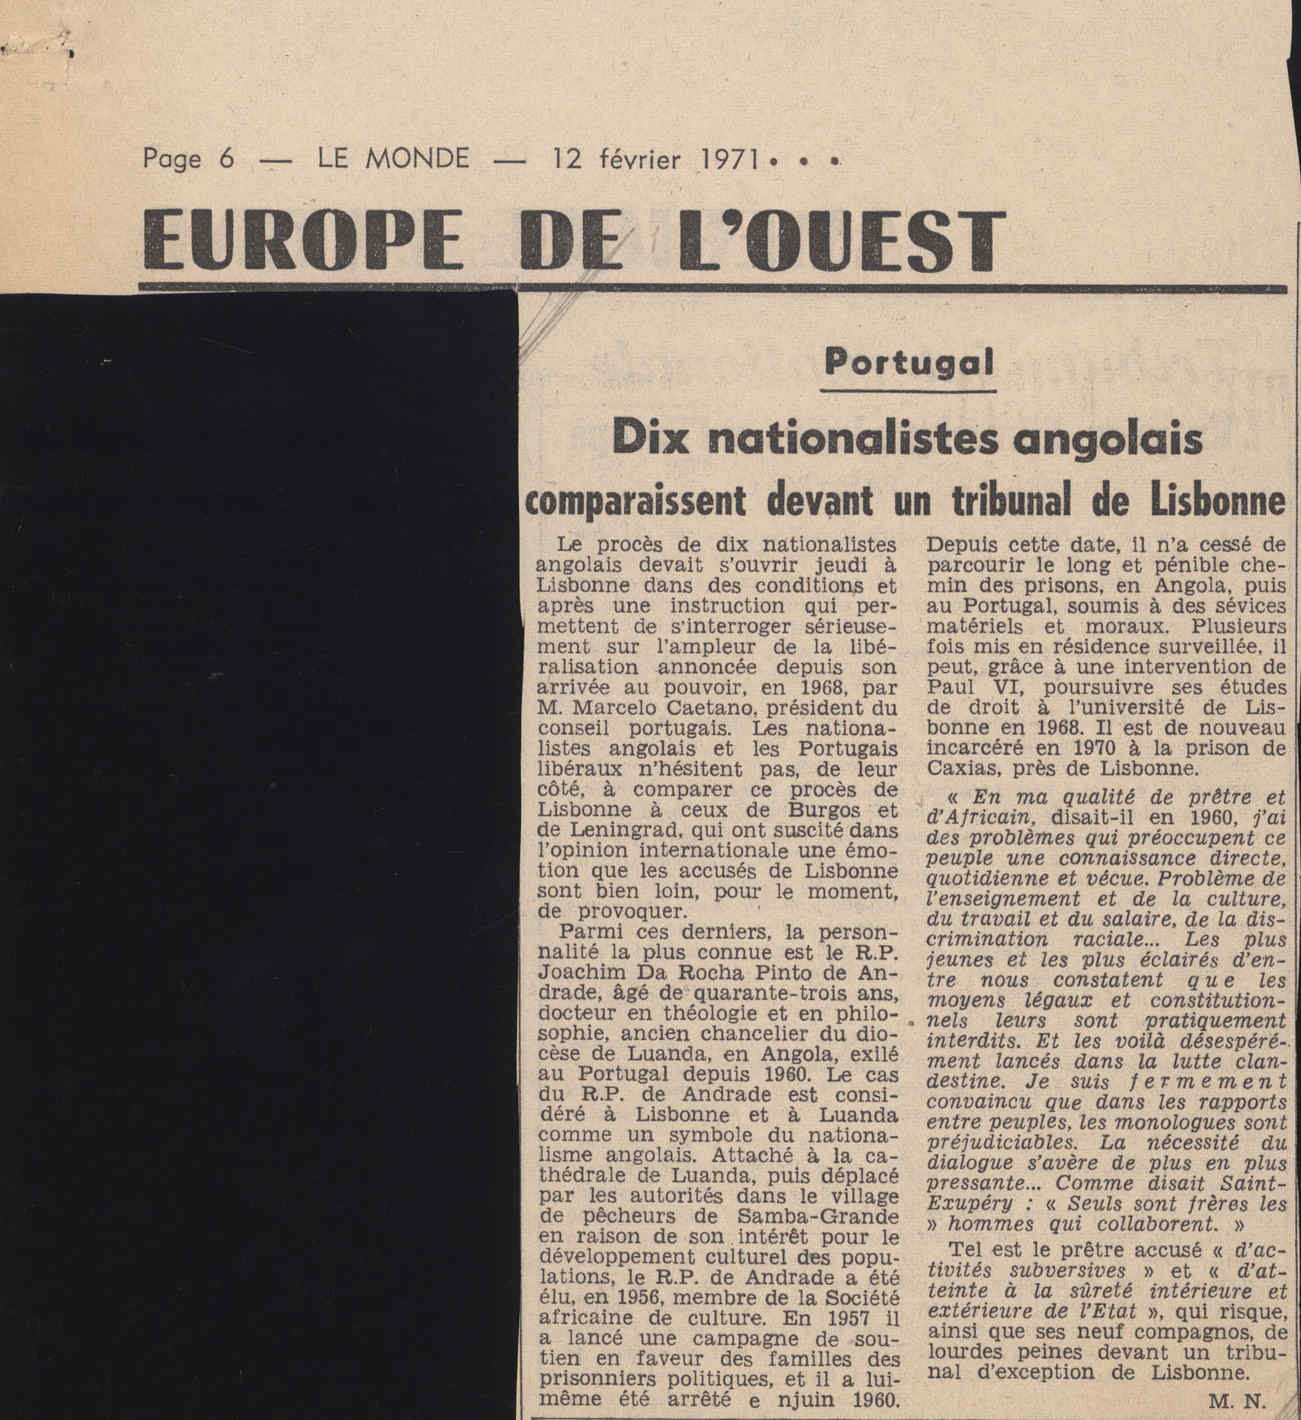 Page 6 — LE MONDE — 12 février 1971 • • •
EUROPE DE L'OUEST
Portugal
Dix nationalistes angolais
comparaissent devant un tribunal de Lisbonne
Le procès de dix nationalistes
angolais devait s'ouvrir jeudi à
Lisbonne dans des conditions et
après une instruction qui per-
mettent de s'interroger sérieuse-
ment sur l'ampleur de la libé-
ralisation annoncée depuis son
arrivée au pouvoir, en 1968, par
M. Marcelo Caetano, président du
conseil portugais. Les nationa-
listes angolais et les Portugais
libéraux n'hésitent pas, de leur
côté, à comparer ce procès de
Lisbonne à ceux de Burgos et
de Leningrad, qui ont suscité dans
l'opinion internationale une émo-
tion que les accusés de Lisbonne
sont bien loin, pour le moment,
de provoquer.
Parmi ces derniers, la person-
nalité la plus connue est le R.P.
Joachim Da Rocha Pinto de An-
drade, âgé de quarante-trois ans,
docteur en théologie et en philo-
sophie, ancien chancelier du dio-
cèse de Luanda, en Angola, exilé
au Portugal depuis 1960. Le cas
du R.P. de Andrade est consi-
déré à Lisbonne et à Luanda
comme un symbole du nationa-
lisme angolais. Attaché à la ca-
thédrale de Luanda, puis déplacé
par les autorités dans le village
de pêcheurs de Samba-Grande
en raison de son intérêt pour le
développement culturel des popu-
lations, le R.P. de Andrade a été
élu, en 1956, membre de la Société
africaine de culture. En 1957 il
a lancé une campagne de sou-
tien en faveur des familles des
prisonniers politiques, et il a lui-
même été arrêté e njuin 1960.
Depuis cette date, il n'a cessé de
parcourir le long et pénible che-
min des prisons, en Angola, puis
au Portugal, soumis à des sévices
matériels et moraux. Plusieurs
fois mis en résidence surveillée, il
peut, grâce à une intervention de
Paul VI, poursuivre ses études
de droit à l'université de Lis-
bonne en 1968. Il est de nouveau
incarcéré en 1970 à la prison de
Caxias, près de Lisbonne.
« En ma qualité de prêtre et
d'Africain, disait-il en 1960, j'ai
des problèmes qui préoccupent ce
peuple une connaissance directe,
quotidienne et vécue. Problème de
l'enseignement et de la culture,
du travail et du salaire, de la dis-
crimination raciale... Les plus
jeunes et les plus éclairés d'en-
tre nous constatent que les
moyens légaux et constitution-
nels leurs sont pratiquement
interdits. Et les voilà désespéré-
ment lancés dans la lutte clan-
destine. Je suis fermement
convaincu que dans les rapports
entre peuples, les monologues sont
préjudiciables. La nécessité du
dialogue s'avère de plus en plus
pressante... Comme disait Saint-
Exupéry : « Seuls sont frères les
» hommes qui collaborent. »
Tel est le prêtre accusé « d'ac-
tivités subversives » et « d'at-
teinte à la sûreté intérieure et
extérieure de l'Etat », qui risque,
ainsi que ses neuf compagnos, de
lourdes peines devant un tribu-
nal d'exception de Lisbonne.
M. N.